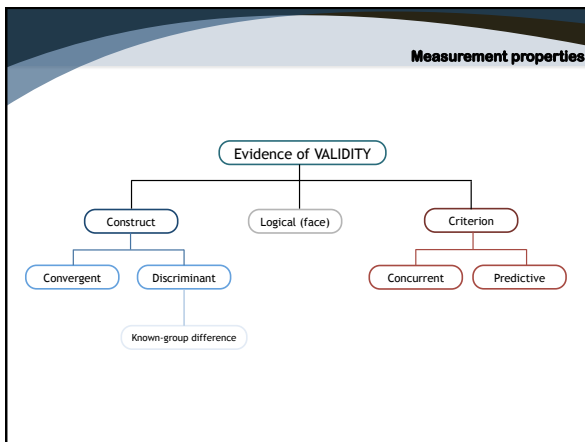 Measurement properties
Evidence of VALIDITY
Construct
Logical (face)
Criterion
Convergent
Discriminant
Concurrent
Predictive
Known-group difference